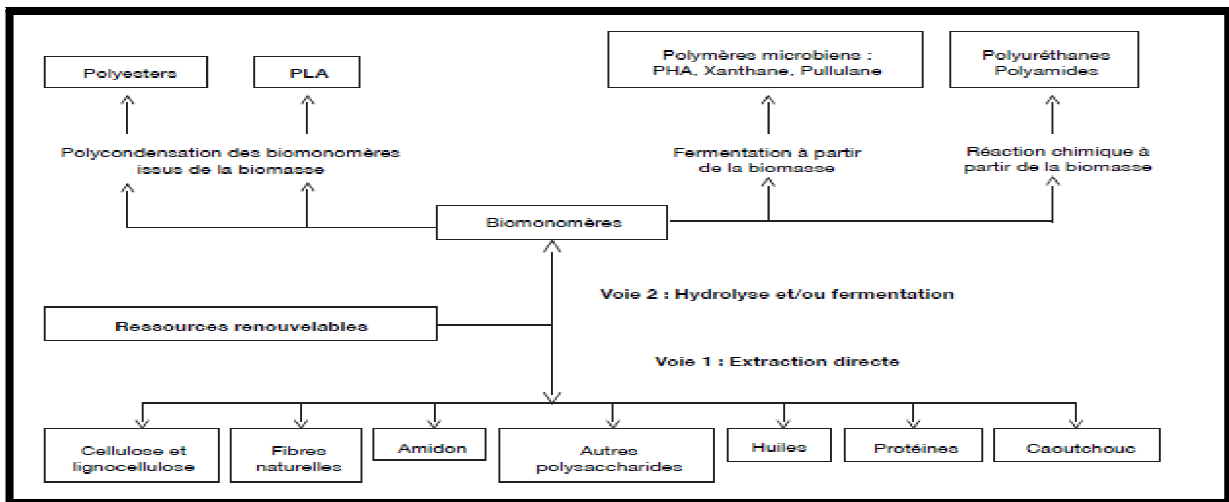 Polyesters
PLA
Polymères microbiens :
PHA, Xanthane, Pullulane
Polyuréthanes
Polyamides
Polycondensation des biomonomères
issus de la biomasse
Fermentation à partir
de la biomasse
Réaction chimique à
partir de la biomasse
Biomonomères
Voie 2 : Hydrolyse et/ou fermentation
Ressources renouvelables
Voie 1 : Extraction directe
Cellulose et
lignocellulose
Fibres
naturelles
Amidon
Autres
polysaccharides
Huiles
Protéines
Caoutchouc